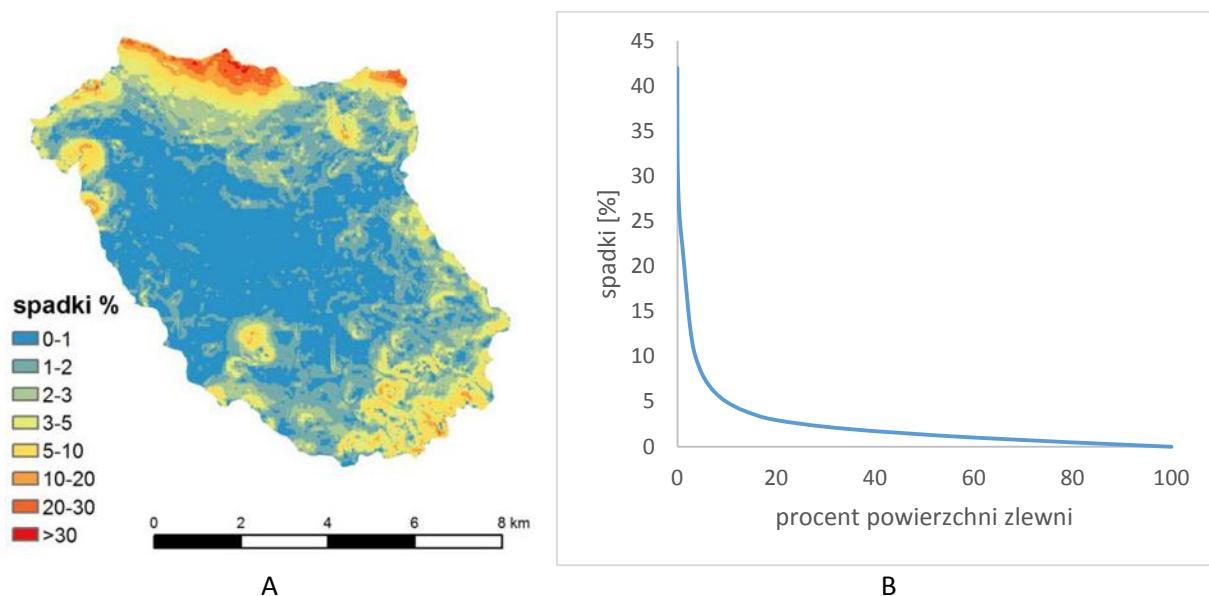 spadki %
0-1
1-2
2-3
3-5
5-10
10-20
20-30
>30
0 2 4 6 8 km
A
45
40
35
30
25
20
15
10
5
0
spadki [%]
0 20 40 60 80 100
procent powierzchni zlewni
B